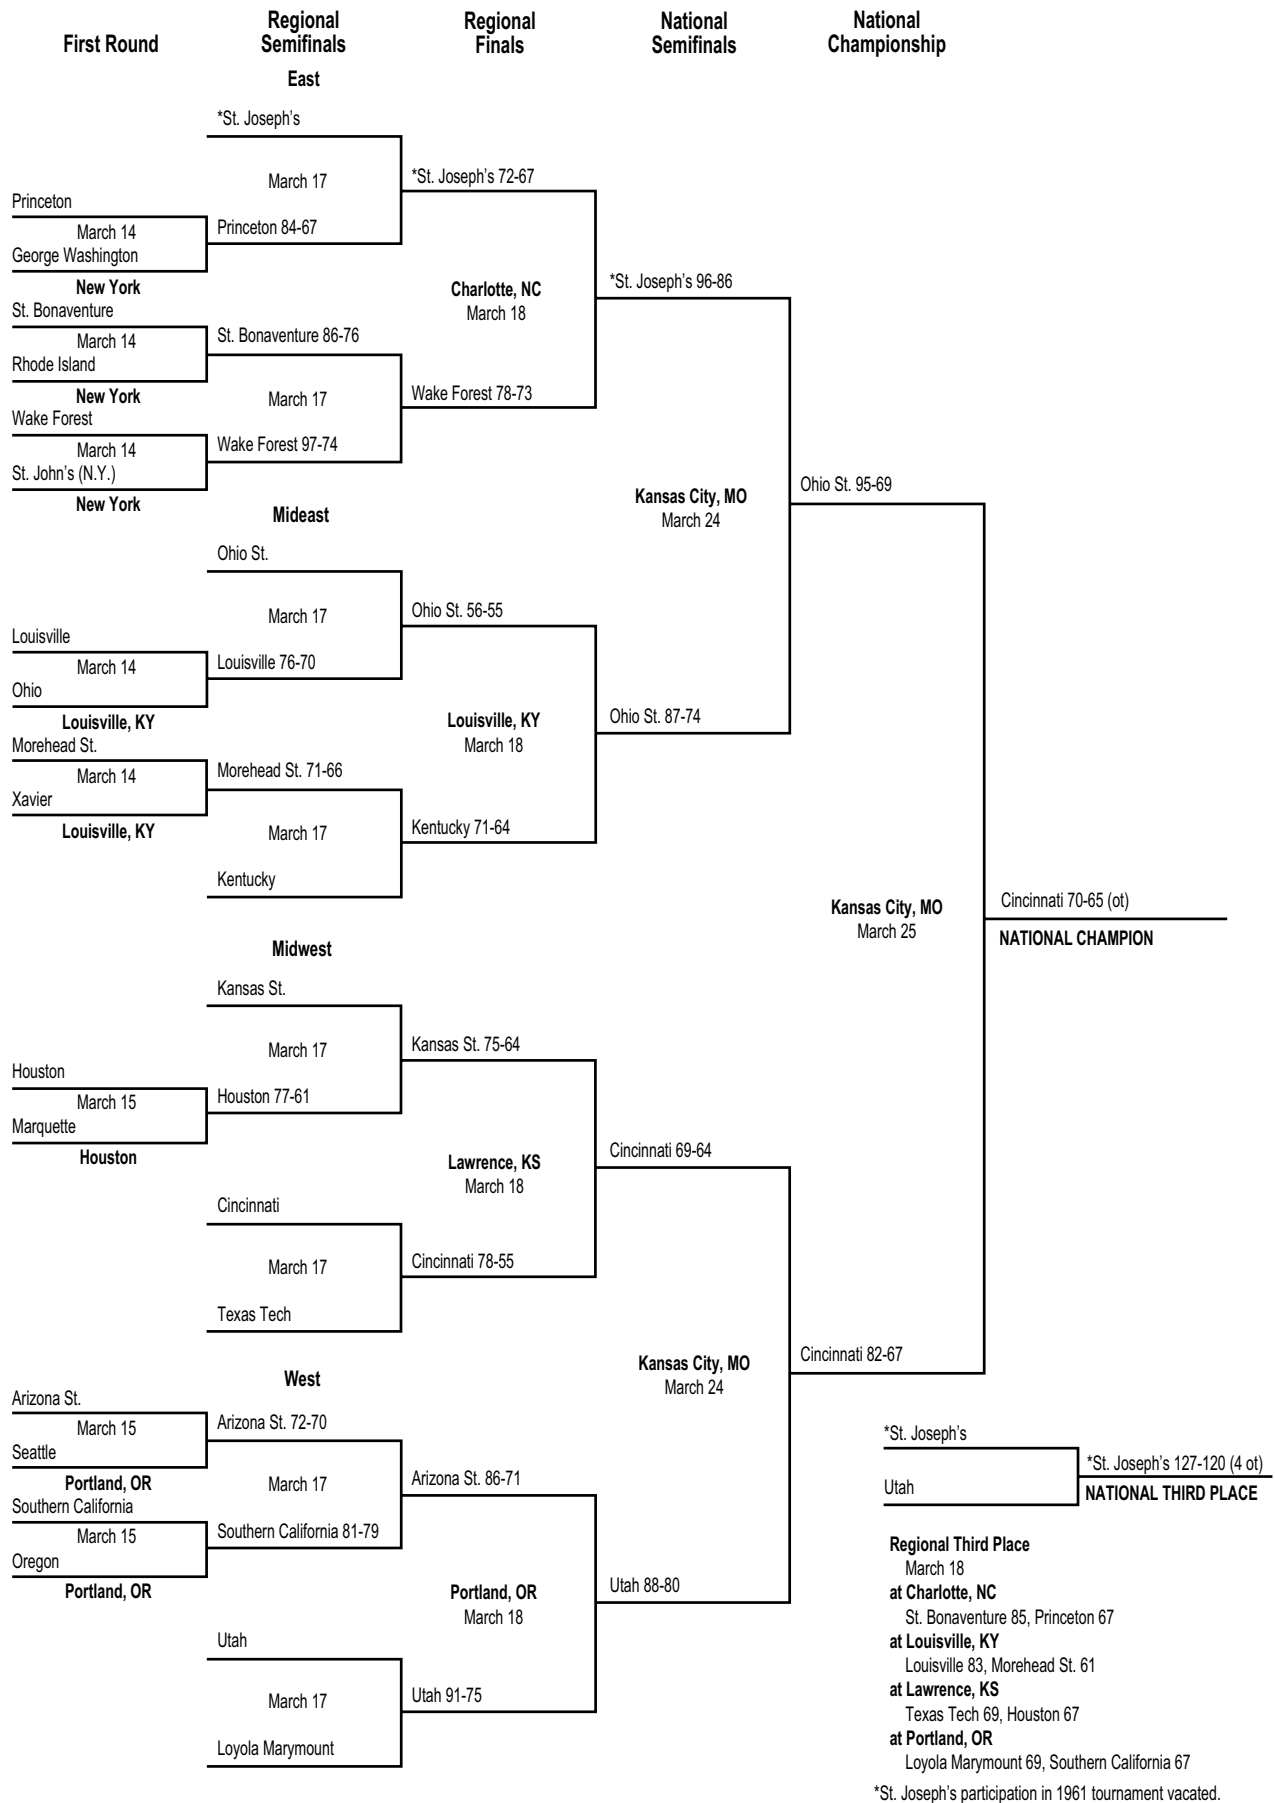 First Round
Regional
Semifinals
Regional
Finals
National
Semifinals
National
Championship
East
*St. Joseph's
March 17
*St. Joseph's 72-67
Princeton
March 14
Princeton 84-67
George Washington
New York
Charlotte, NC
March 18
*St. Joseph's 96-86
St. Bonaventure
March 14
St. Bonaventure 86-76
Rhode Island
New York
March 17
Wake Forest 78-73
Wake Forest
March 14
Wake Forest 97-74
St. John's (N.Y.)
New York
Kansas City, MO
March 24
Ohio St. 95-69
Mideast
Ohio St.
March 17
Ohio St. 56-55
Louisville
March 14
Louisville 76-70
Ohio
Louisville, KY
Louisville, KY
March 18
Ohio St. 87-74
Morehead St.
March 14
Morehead St. 71-66
Xavier
Louisville, KY
March 17
Kentucky 71-64
Kentucky
Kansas City, MO
March 25
Cincinnati 70-65 (ot)
NATIONAL CHAMPION
Midwest
Kansas St.
March 17
Kansas St. 75-64
Houston
March 15
Houston 77-61
Marquette
Houston
Lawrence, KS
March 18
Cincinnati 69-64
Cincinnati
March 17
Cincinnati 78-55
Texas Tech
Kansas City, MO
March 24
Cincinnati 82-67
West
Arizona St.
March 15
Arizona St. 72-70
Seattle
Portland, OR
March 17
Arizona St. 86-71
Southern California
March 15
Southern California 81-79
Oregon
Portland, OR
Portland, OR
March 18
Utah 88-80
Utah
March 17
Utah 91-75
Loyola Marymount
*St. Joseph's
*St. Joseph's 127-120 (4 ot)
Utah
NATIONAL THIRD PLACE
Regional Third Place
March 18
at Charlotte, NC
St. Bonaventure 85, Princeton 67
at Louisville, KY
Louisville 83, Morehead St. 61
at Lawrence, KS
Texas Tech 69, Houston 67
at Portland, OR
Loyola Marymount 69, Southern California 67
*St. Joseph's participation in 1961 tournament vacated.